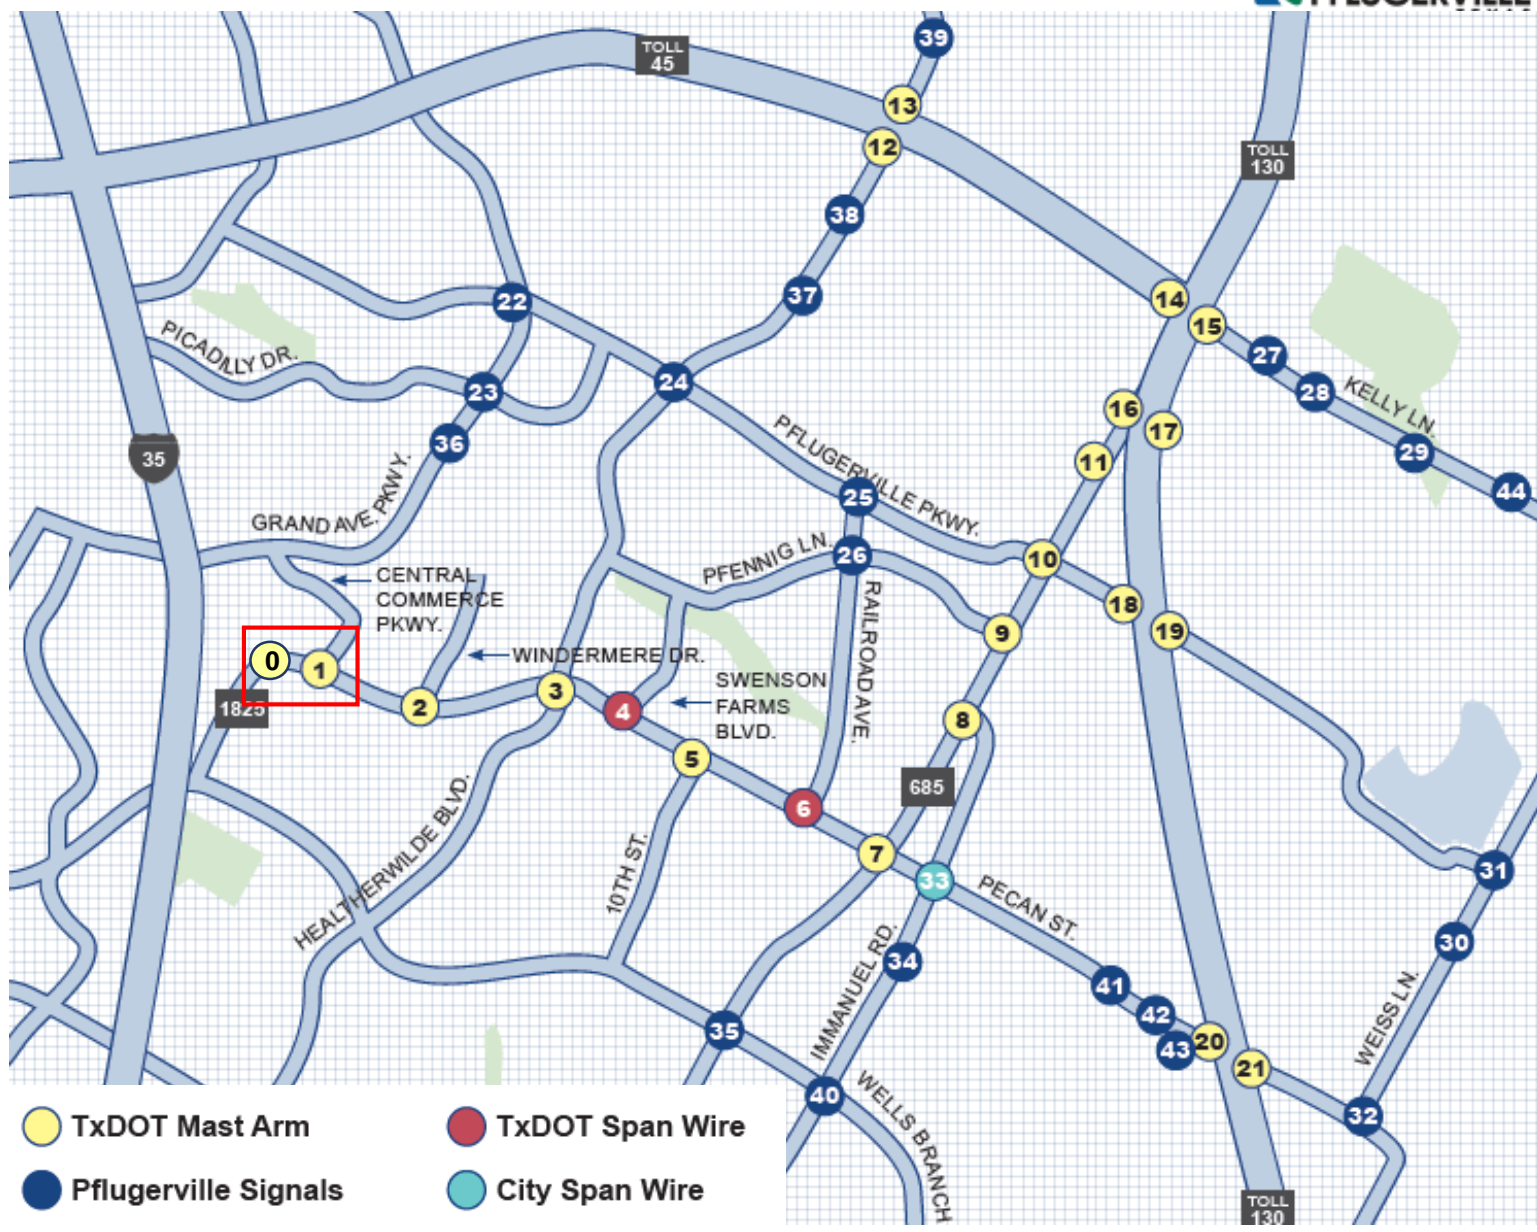 PFLUGERVILLE
TEXAS
39
TOLL
45
13
12
TOLL
130
38
37
14
15
22
27
PICADILLY DR.
28
KELLY LN.
23
24
16
17
PFLUGERVILLE PKWY.
36
35
11
29
GRAND AVE. PKWY.
25
44
CENTRAL
COMMERCE
PKWY.
PFENNIG LN.
26
10
RAILROAD AVE.
18
19
9
0
1
WINDERMERE DR.
1825
2
3
4
SWENSON
FARMS
BLVD.
8
5
685
6
HEALTHERWILDE BLVD.
10TH ST.
7
33
PECAN ST.
31
IMMANUEL RD.
34
30
41
42
43
20
WEISS LN.
35
21
40
WELLS BRANCH
32
TxDOT Mast Arm
TxDOT Span Wire
Pflugerville Signals
City Span Wire
TOLL
130